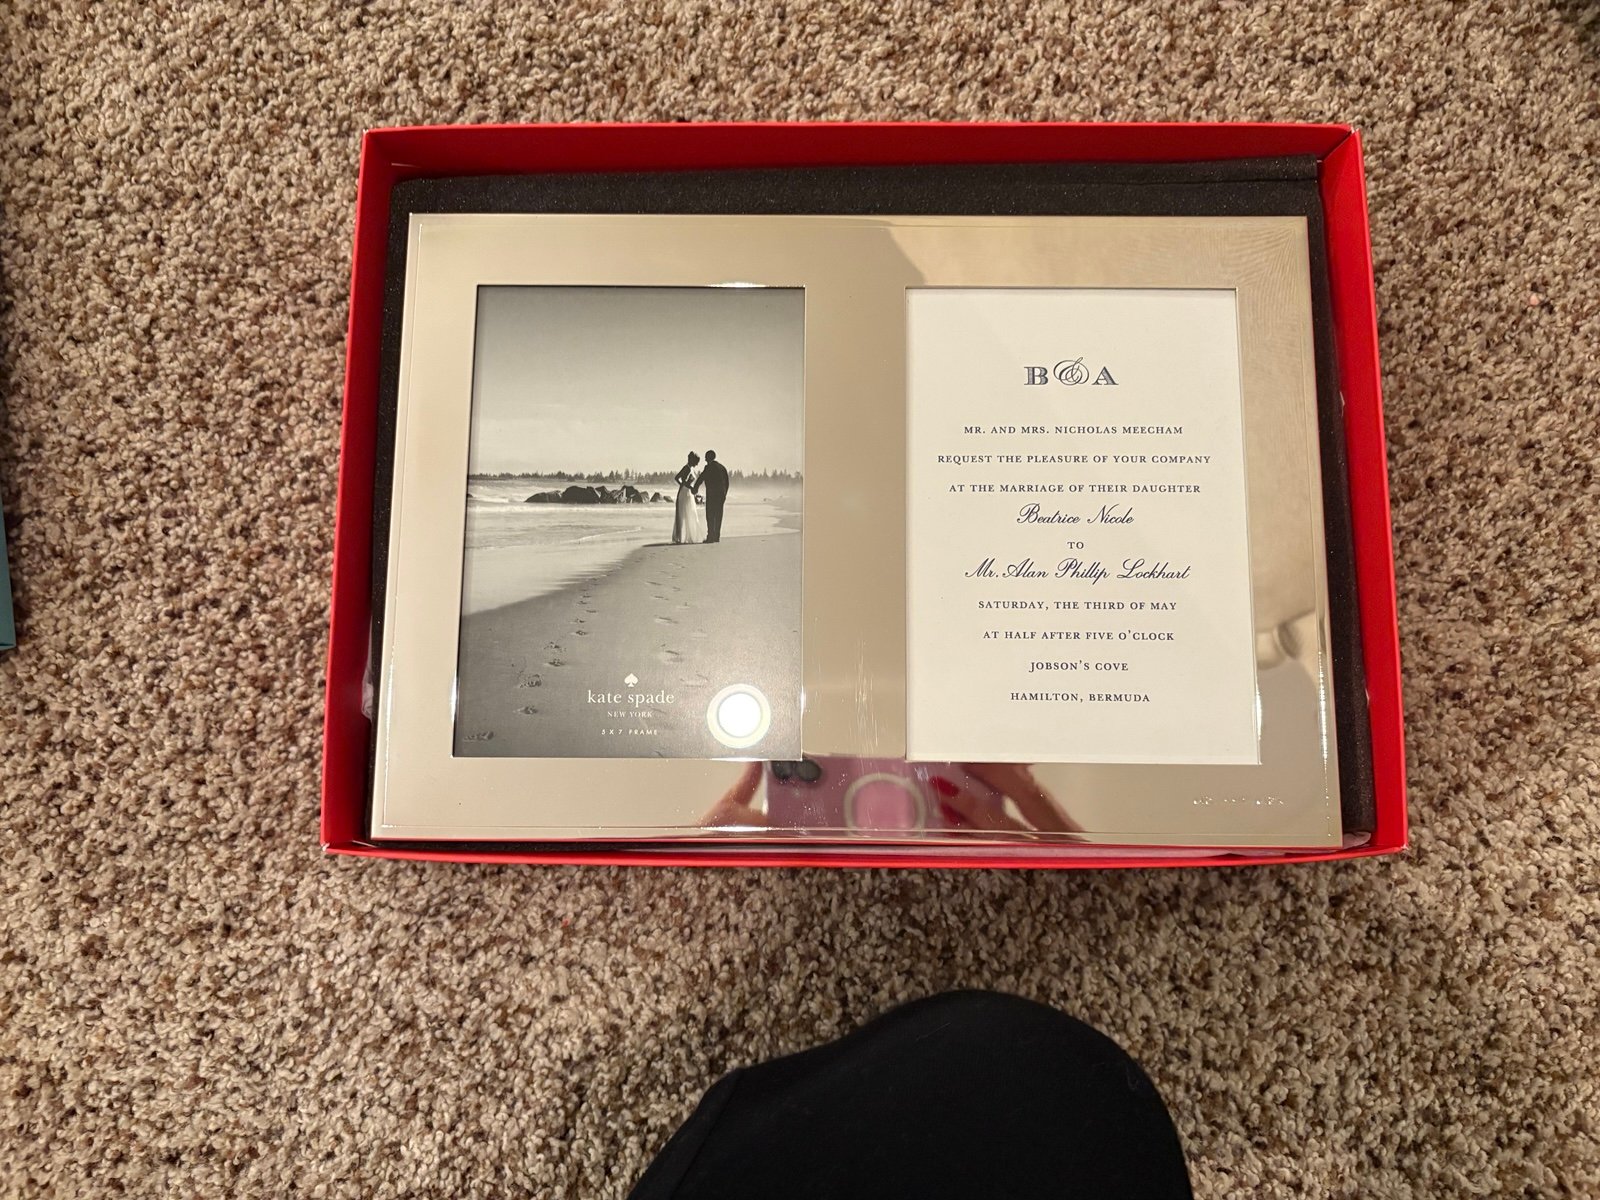 kate spade
NEW YORK
5 X 7 FRAME
B & A
MR. AND MRS. NICHOLAS MEECHAM
REQUEST THE PLEASURE OF YOUR COMPANY
AT THE MARRIAGE OF THEIR DAUGHTER
Beatrice Nicole
TO
Mr. Alan Phillip Lockhart
SATURDAY, THE THIRD OF MAY
AT HALF AFTER FIVE O'CLOCK
JOBSON'S COVE
HAMILTON, BERMUDA